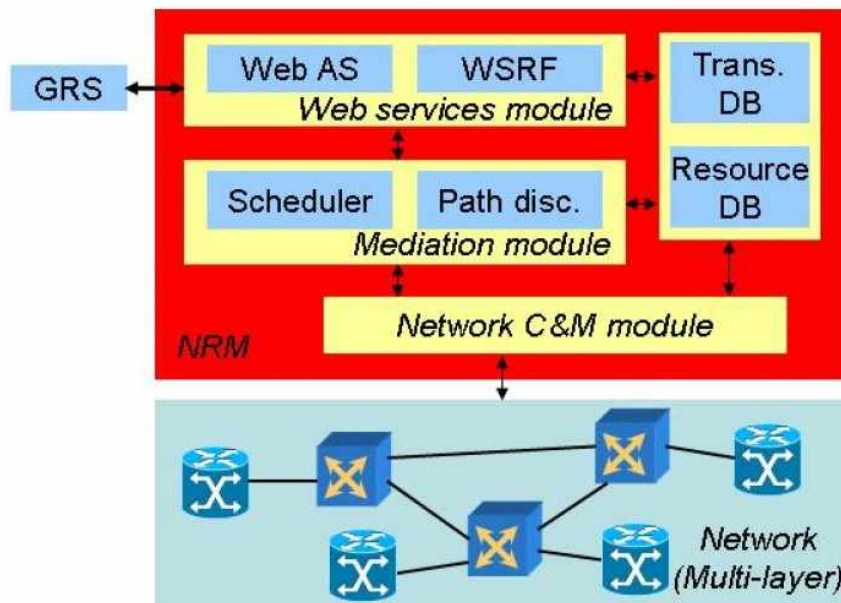 GRS
Web AS
WSRF
Web services module
Trans.
DB
Scheduler
Path disc.
Mediation module
Resource
DB
Network C&M module
NRM
Network
(Multi-layer)